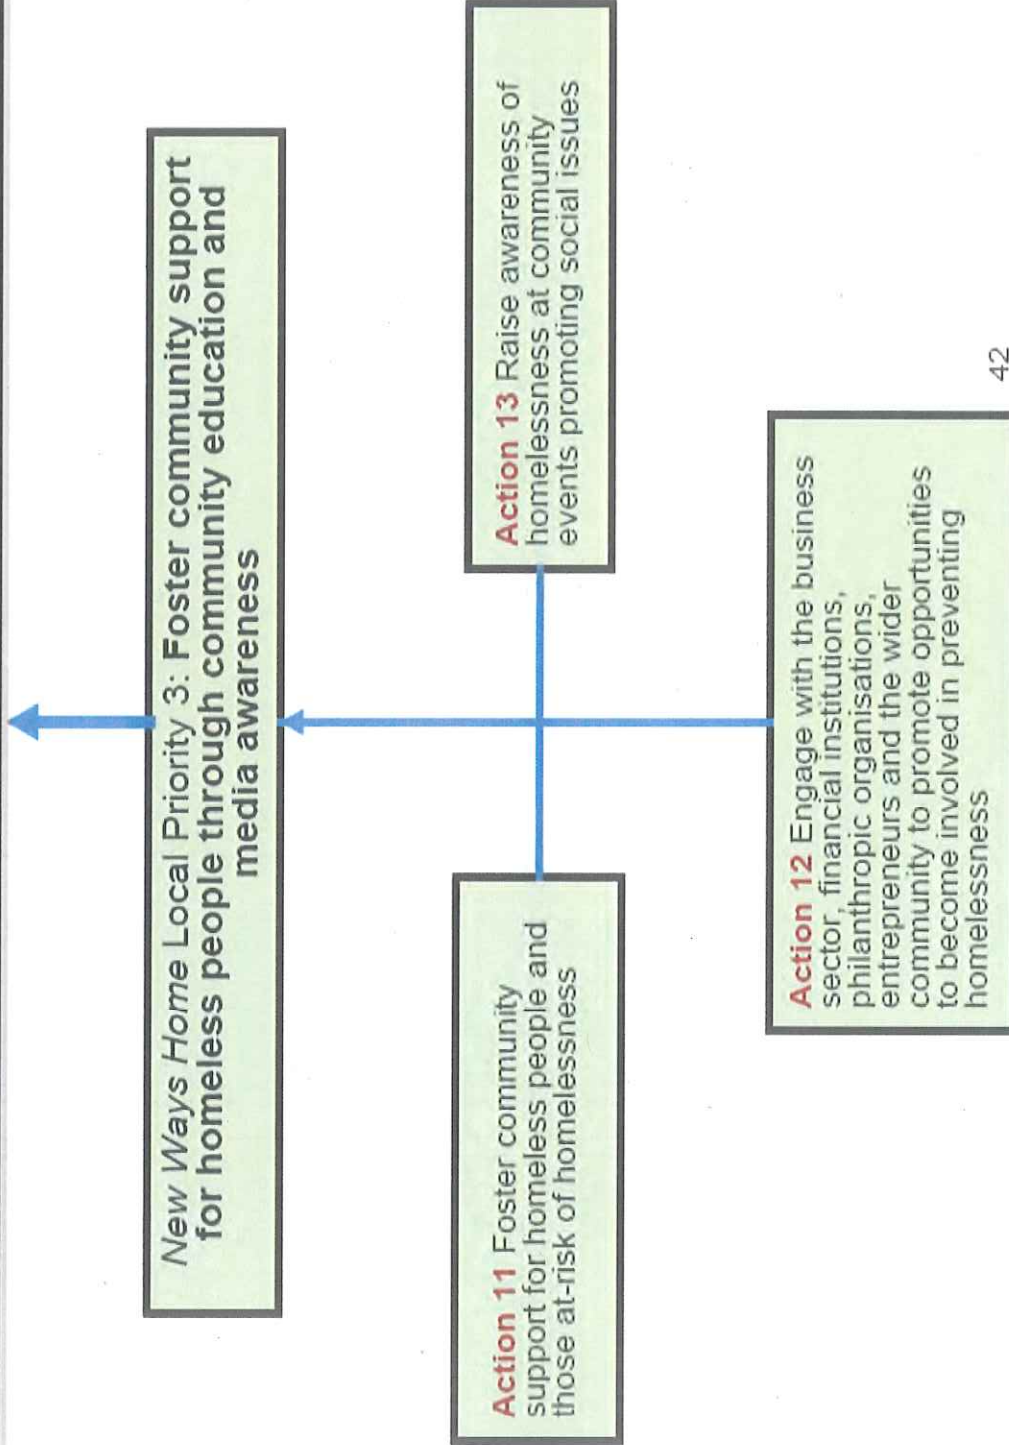 New Ways Home Local Priority 3: Foster community support
for homeless people through community education and
media awareness
Action 11 Foster community
support for homeless people and
those at-risk of homelessness
Action 13 Raise awareness of
homelessness at community
events promoting social issues
Action 12 Engage with the business
sector, financial institutions,
philanthropic organisations,
entrepreneurs and the wider
community to promote opportunities
to become involved in preventing
homelessness
42